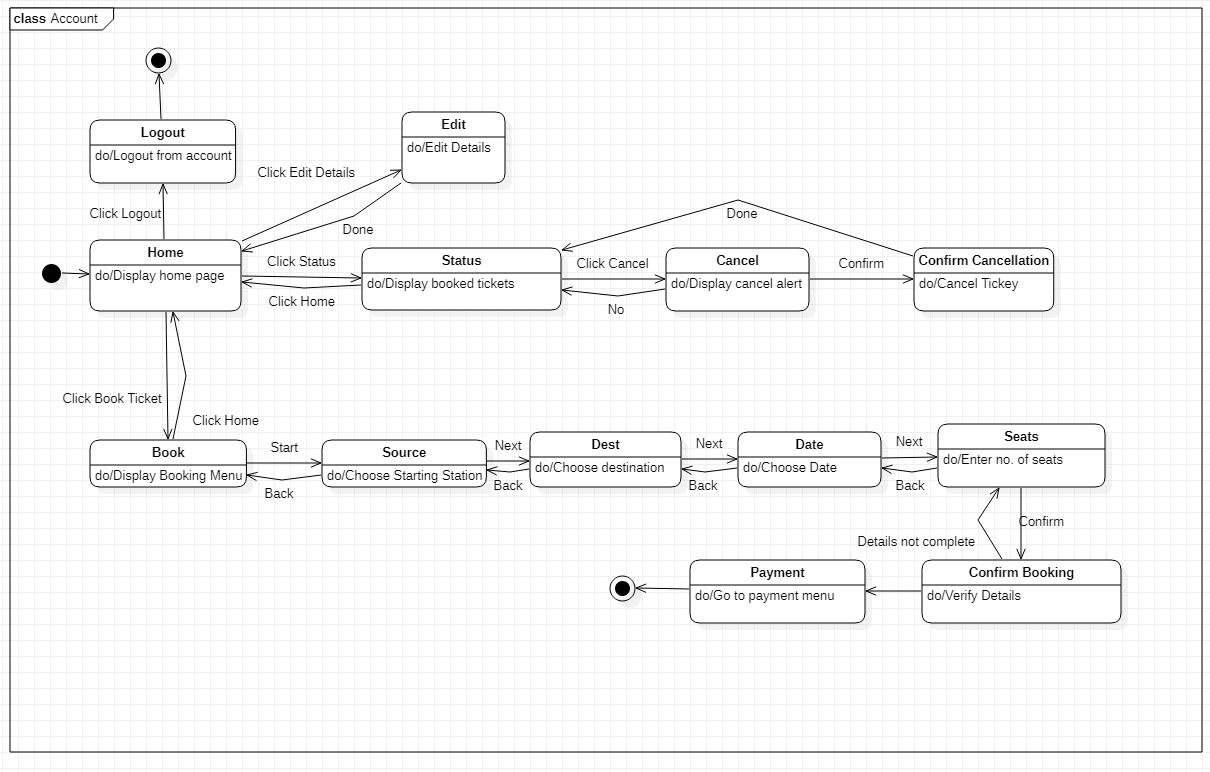 class Account
Logout
do/Logout from account
Edit
do/Edit Details
Click Edit Details
Click Logout
Done
Done
Home
do/Display home page
Click Status
Click Home
Status
do/Display booked tickets
Click Cancel
No
Cancel
do/Display cancel alert
Confirm
Confirm Cancellation
do/Cancel Tickey
Click Book Ticket
Click Home
Book
do/Display Booking Menu
Start
Back
Source
do/Choose Starting Station
Next
Back
Dest
do/Choose destination
Next
Back
Date
do/Choose Date
Next
Back
Seats
do/Enter no. of seats
Confirm
Details not complete
Payment
do/Go to payment menu
Confirm Booking
do/Verify Details